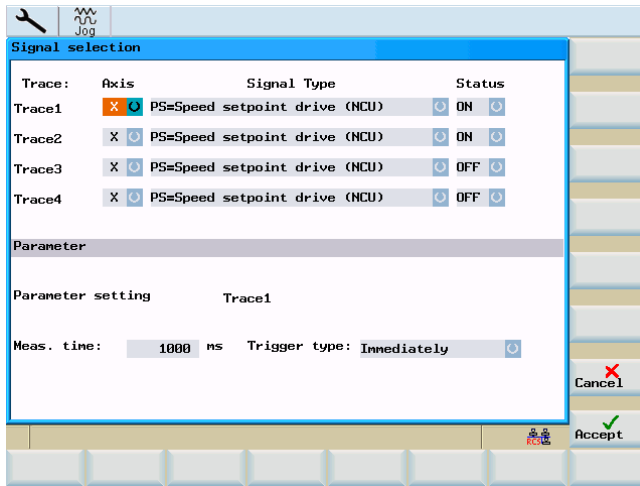 Jog
Signal selection
Trace: Axis Signal Type Status
Trace1 X PS=Speed setpoint drive (NCU) ON
Trace2 X PS=Speed setpoint drive (NCU) ON
Trace3 X PS=Speed setpoint drive (NCU) OFF
Trace4 X PS=Speed setpoint drive (NCU) OFF
Parameter
Parameter setting Trace1
Meas. time: 1000 ms Trigger type: Immediately
Cancel
RCS
Accept